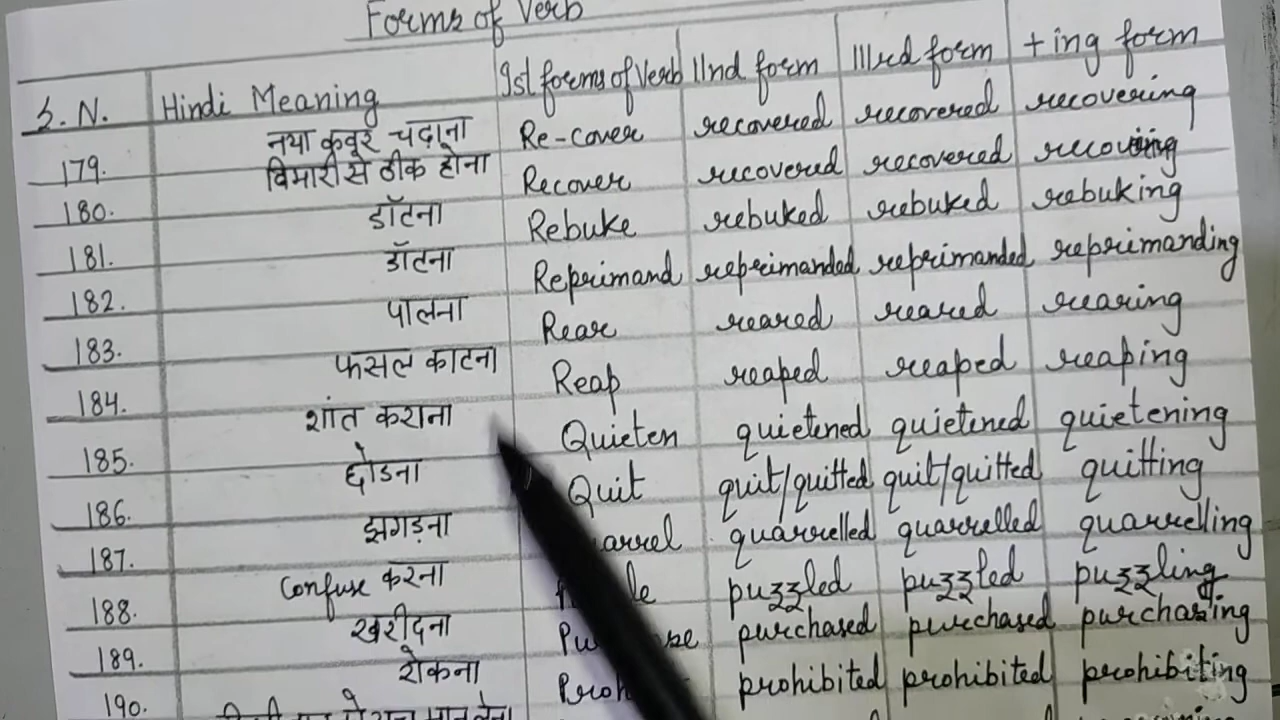 Forms of Verb
S. N. Hindi Meaning Ist forms of Verb IInd form IIIrd form + ing form
179. नया कवर चढाना Re-cover recovered recovered recovering
180. बिमारी से ठीक होना Recover recovered recovered recovering
181. डॉटना Rebuke rebuked rebuked rebuking
182. डॉटना Reprimand reprimanded reprimanded reprimanding
183. पालना Rear reared reared rearing
184. फसल काटना Reap reaped reaped reaping
185. शांत कराना Quieten quietened quietened quietening
186. छोडना Quit quit/quitted quit/quitted quitting
187. झगड़ना arrel quarrelled quarrelled quarrelling
188. Confuse करना puzzled puzzled puzzling
189. खरीदना purchased purchased purchasing
190. रोकना prohibited prohibited prohibiting